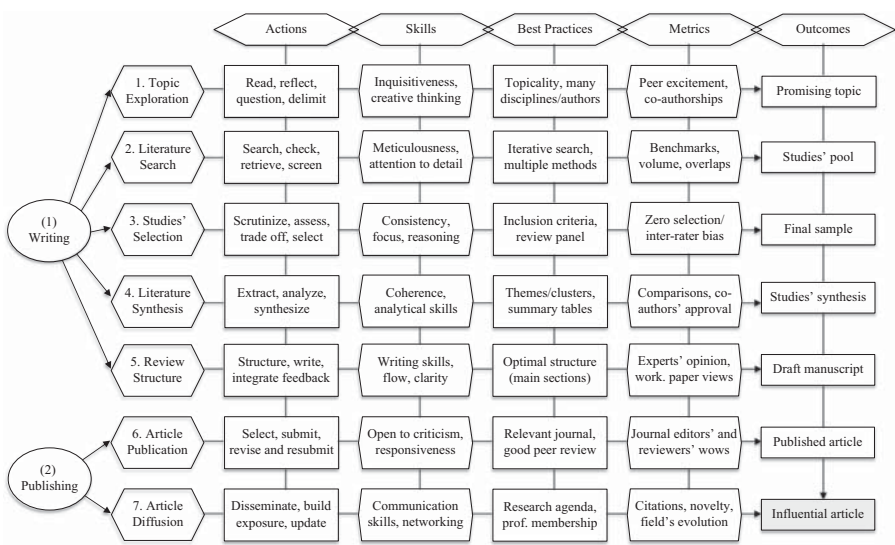 Actions
Skills
Best Practices
Metrics
Outcomes
1. Topic
Exploration
Read, reflect,
question, delimit
Inquisitiveness,
creative thinking
Topicality, many
disciplines/authors
Peer excitement,
co-authorships
Promising topic
2. Literature
Search
Search, check,
retrieve, screen
Meticulousness,
attention to detail
Iterative search,
multiple methods
Benchmarks,
volume, overlaps
Studies' pool
(1)
Writing
3. Studies'
Selection
Scrutinize, assess,
trade off, select
Consistency,
focus, reasoning
Inclusion criteria,
review panel
Zero selection/
inter-rater bias
Final sample
4. Literature
Synthesis
Extract, analyze,
synthesize
Coherence,
analytical skills
Themes/clusters,
summary tables
Comparisons, co-
authors' approval
Studies' synthesis
5. Review
Structure
Structure, write,
integrate feedback
Writing skills,
flow, clarity
Optimal structure
(main sections)
Experts' opinion,
work. paper views
Draft manuscript
6. Article
Publication
Select, submit,
revise and resubmit
Open to criticism,
responsiveness
Relevant journal,
good peer review
Journal editors' and
reviewers' wows
Published article
(2)
Publishing
7. Article
Diffusion
Disseminate, build
exposure, update
Communication
skills, networking
Research agenda,
prof. membership
Citations, novelty,
field's evolution
Influential article